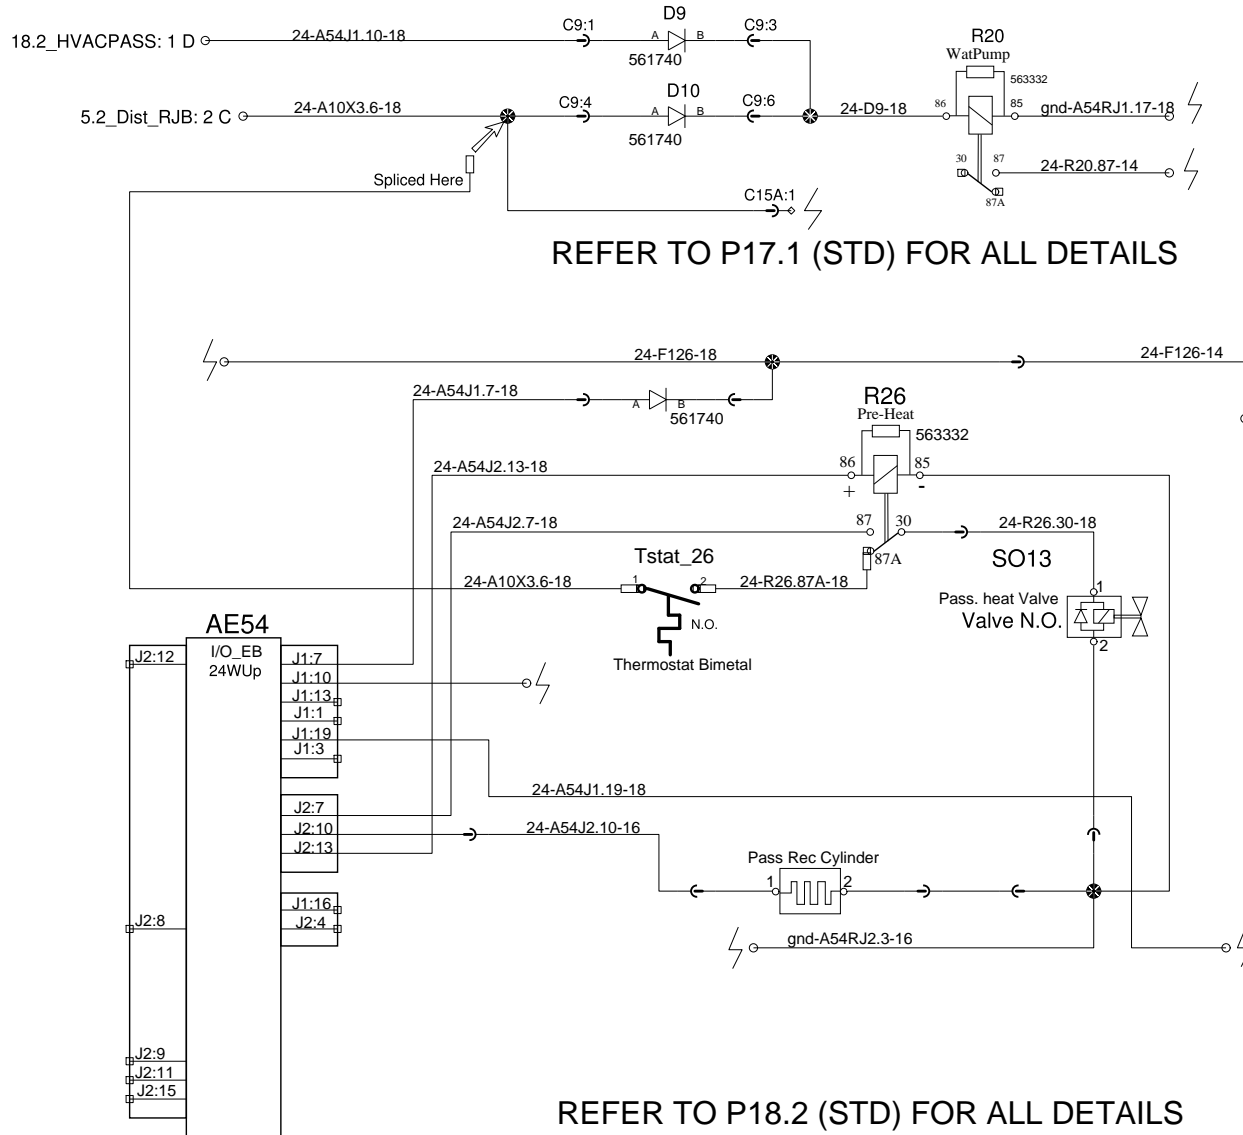 18.2_HVACPASS: 1 D
24-A54J1.10-18
C9:1
D9
A
B
561740
C9:3
5.2_Dist_RJB: 2 C
24-A10X3.6-18
C9:4
D10
A
B
561740
C9:6
24-D9-18
R20
WatPump
563332
86
85
gnd-A54RJ1.17-18
30
87
24-R20.87-14
87A
Spliced Here
C15A:1
REFER TO P17.1 (STD) FOR ALL DETAILS
24-F126-18
24-F126-14
24-A54J1.7-18
A
B
561740
R26
Pre-Heat
563332
24-A54J2.13-18
86
85
+
-
24-A54J2.7-18
87
30
24-R26.30-18
87A
Tstat_26
24-A10X3.6-18
1
2
24-R26.87A-18
N.O.
Thermostat Bimetal
SO13
Pass. heat Valve
Valve N.O.
1
2
AE54
I/O_EB
24WUp
J2:12
J1:7
J1:10
J1:13
J1:1
J1:19
J1:3
24-A54J1.19-18
J2:7
J2:10
J2:13
24-A54J2.10-16
Pass Rec Cylinder
1
2
J1:16
J2:4
J2:8
gnd-A54RJ2.3-16
J2:9
J2:11
J2:15
REFER TO P18.2 (STD) FOR ALL DETAILS